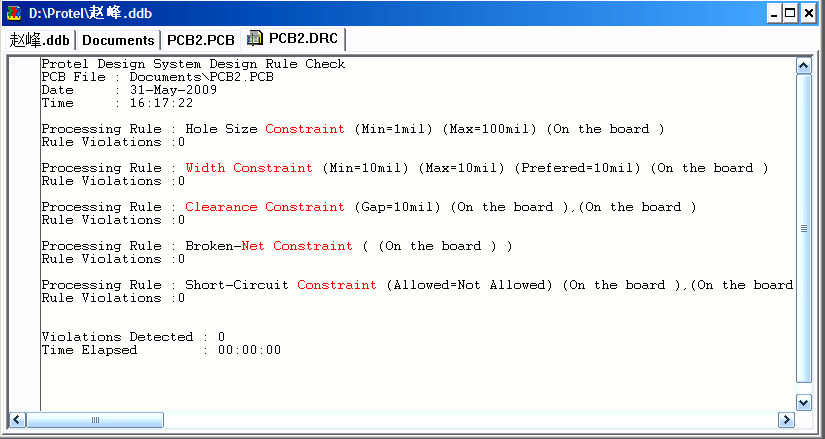 D:\Protel\赵峰.ddb
赵峰.ddb Documents PCB2.PCB PCB2.DRC
Protel Design System Design Rule Check
PCB File : Documents\PCB2.PCB
Date     : 31-May-2009
Time     : 16:17:22
Processing Rule : Hole Size Constraint (Min=1mil) (Max=100mil) (On the board )
Rule Violations :0
Processing Rule : Width Constraint (Min=10mil) (Max=10mil) (Prefered=10mil) (On the board )
Rule Violations :0
Processing Rule : Clearance Constraint (Gap=10mil) (On the board ),(On the board )
Rule Violations :0
Processing Rule : Broken-Net Constraint ( (On the board ) )
Rule Violations :0
Processing Rule : Short-Circuit Constraint (Allowed=Not Allowed) (On the board ),(On the board
Rule Violations :0
Violations Detected : 0
Time Elapsed        : 00:00:00